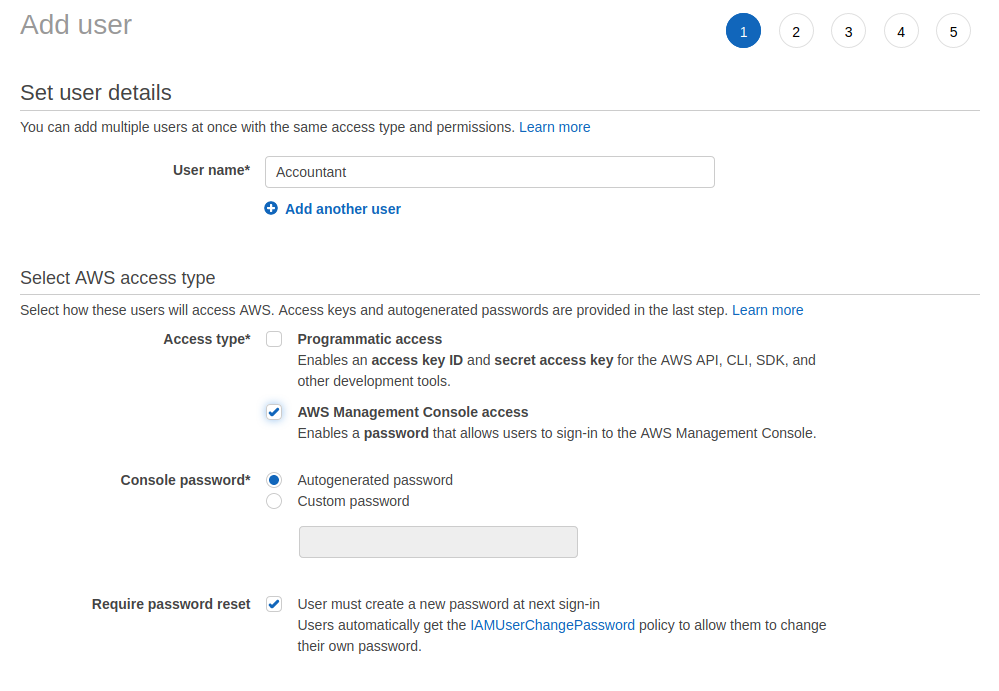 Add user
1 2 3 4 5
Set user details
You can add multiple users at once with the same access type and permissions. Learn more
User name* Accountant
Add another user
Select AWS access type
Select how these users will access AWS. Access keys and autogenerated passwords are provided in the last step. Learn more
Access type* Programmatic access
Enables an access key ID and secret access key for the AWS API, CLI, SDK, and
other development tools.
AWS Management Console access
Enables a password that allows users to sign-in to the AWS Management Console.
Console password* Autogenerated password
Custom password
Require password reset User must create a new password at next sign-in
Users automatically get the IAMUserChangePassword policy to allow them to change
their own password.